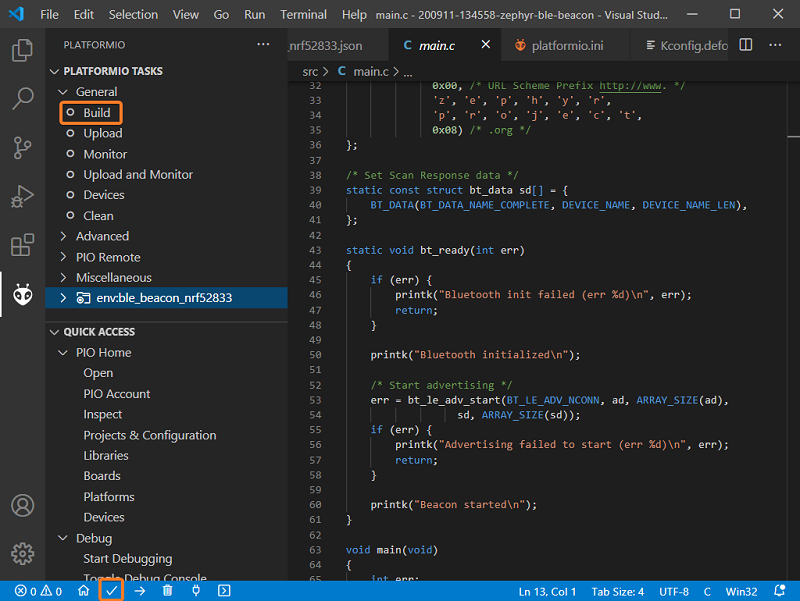 File Edit Selection View Go Run Terminal Help main.c - 200911-134558-zephyr-ble-beacon - Visual Stud...
PLATFORMIO ...
PLATFORMIO TASKS
General
Build
Upload
Monitor
Upload and Monitor
Devices
Clean
Advanced
PIO Remote
Miscellaneous
env:ble_beacon_nrf52833
QUICK ACCESS
PIO Home
Open
PIO Account
Inspect
Projects & Configuration
Libraries
Boards
Platforms
Devices
Debug
Start Debugging
Toggle Debug Console
_nrf52833.json C main.c platformio.ini Kconfig.defc ...
src > C main.c > ...
32 0x00, /* URL Scheme Prefix http://www. */
33 'z', 'e', 'p', 'h', 'y', 'r',
34 'p', 'r', 'o', 'j', 'e', 'c', 't',
35 0x08) /* .org */
36 };
37
38 /* Set Scan Response data */
39 static const struct bt_data sd[] = {
40 BT_DATA(BT_DATA_NAME_COMPLETE, DEVICE_NAME, DEVICE_NAME_LEN),
41 };
42
43 static void bt_ready(int err)
44 {
45 if (err) {
46 printk("Bluetooth init failed (err %d)\n", err);
47 return;
48 }
49
50 printk("Bluetooth initialized\n");
51
52 /* Start advertising */
53 err = bt_le_adv_start(BT_LE_ADV_NCONN, ad, ARRAY_SIZE(ad),
54 sd, ARRAY_SIZE(sd));
55 if (err) {
56 printk("Advertising failed to start (err %d)\n", err);
57 return;
58 }
59
60 printk("Beacon started\n");
61 }
62
63 void main(void)
64 {
65 int err;
0 0 Ln 13, Col 1 Tab Size: 4 UTF-8 C Win32